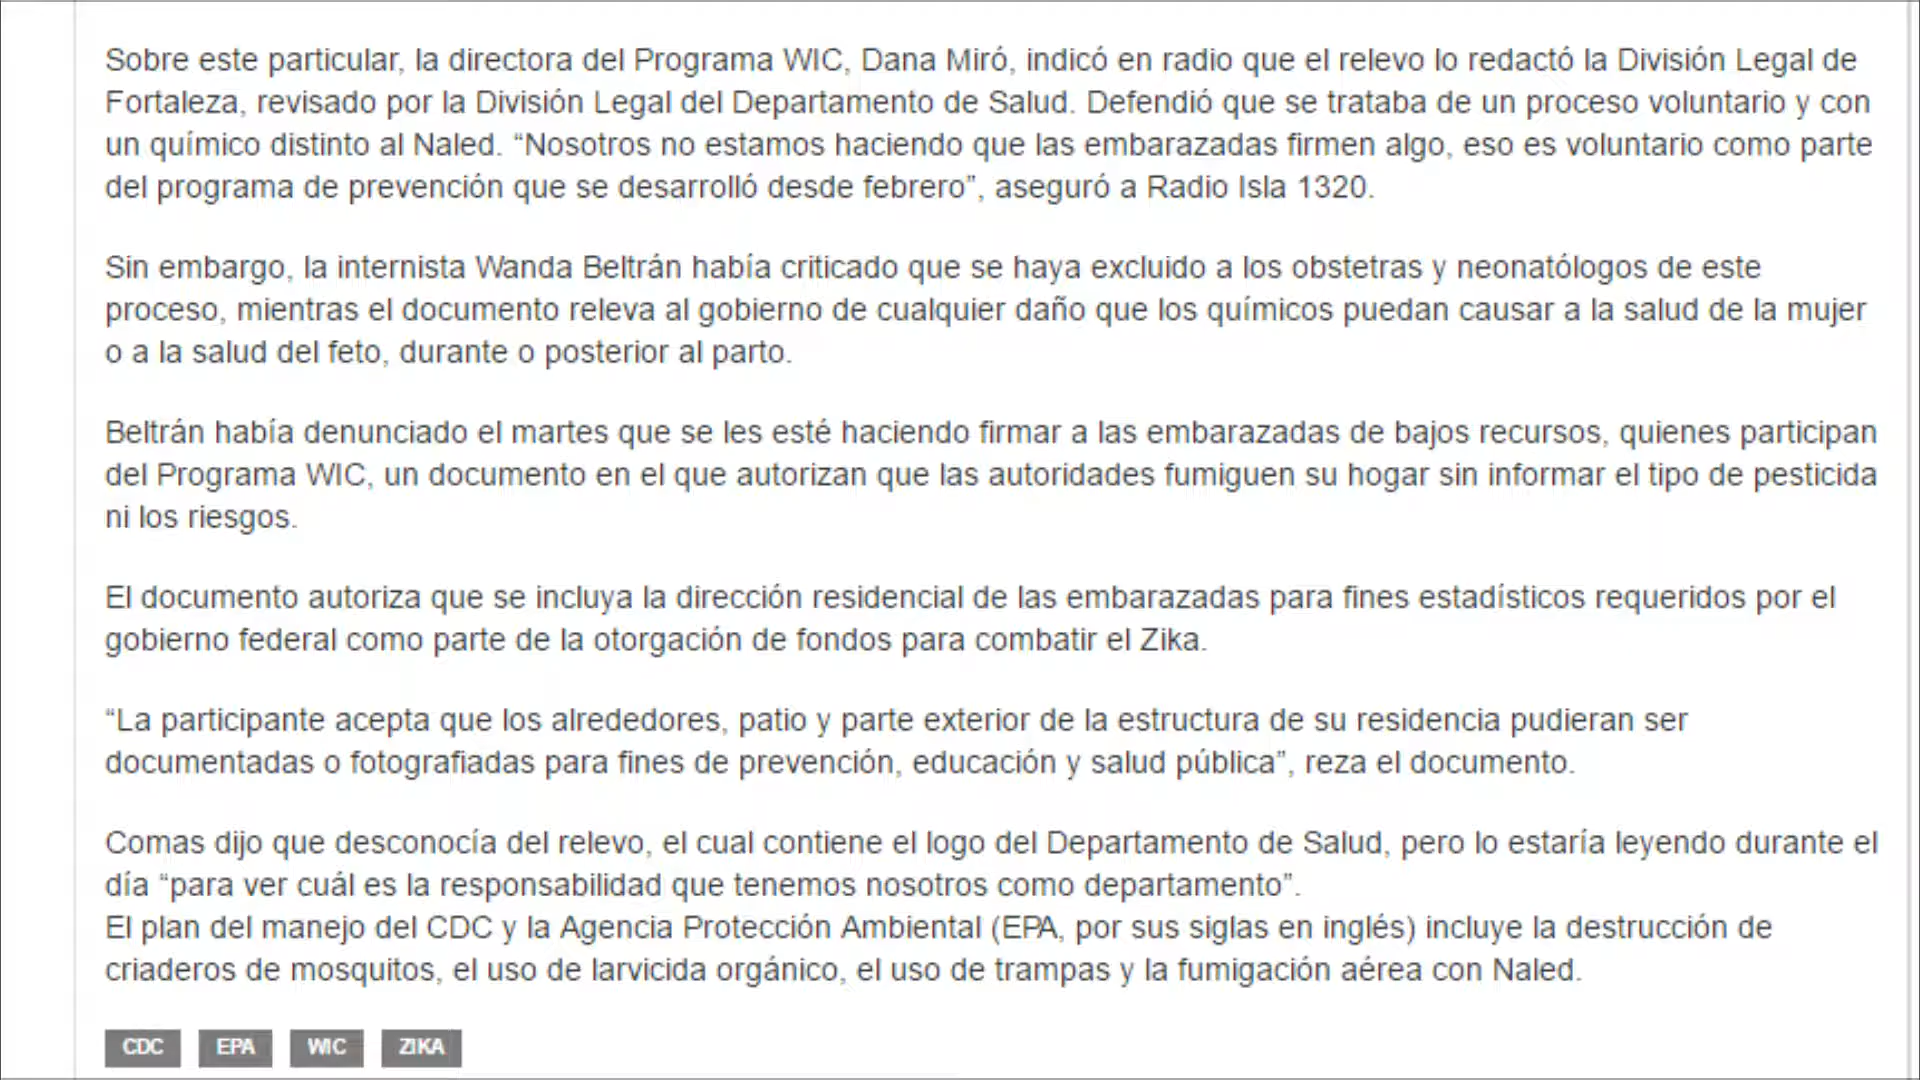 Sobre este particular, la directora del Programa WIC, Dana Miró, indicó en radio que el relevo lo redactó la División Legal de
Fortaleza, revisado por la División Legal del Departamento de Salud. Defendió que se trataba de un proceso voluntario y con
un químico distinto al Naled. “Nosotros no estamos haciendo que las embarazadas firmen algo, eso es voluntario como parte
del programa de prevención que se desarrolló desde febrero”, aseguró a Radio Isla 1320.
Sin embargo, la internista Wanda Beltrán había criticado que se haya excluido a los obstetras y neonatólogos de este
proceso, mientras el documento releva al gobierno de cualquier daño que los químicos puedan causar a la salud de la mujer
o a la salud del feto, durante o posterior al parto.
Beltrán había denunciado el martes que se les esté haciendo firmar a las embarazadas de bajos recursos, quienes participan
del Programa WIC, un documento en el que autorizan que las autoridades fumiguen su hogar sin informar el tipo de pesticida
ni los riesgos.
El documento autoriza que se incluya la dirección residencial de las embarazadas para fines estadísticos requeridos por el
gobierno federal como parte de la otorgación de fondos para combatir el Zika.
“La participante acepta que los alrededores, patio y parte exterior de la estructura de su residencia pudieran ser
documentadas o fotografiadas para fines de prevención, educación y salud pública”, reza el documento.
Comas dijo que desconocía del relevo, el cual contiene el logo del Departamento de Salud, pero lo estaría leyendo durante el
día “para ver cuál es la responsabilidad que tenemos nosotros como departamento”.
El plan del manejo del CDC y la Agencia Protección Ambiental (EPA, por sus siglas en inglés) incluye la destrucción de
criaderos de mosquitos, el uso de larvicida orgánico, el uso de trampas y la fumigación aérea con Naled.
CDC EPA WIC ZIKA